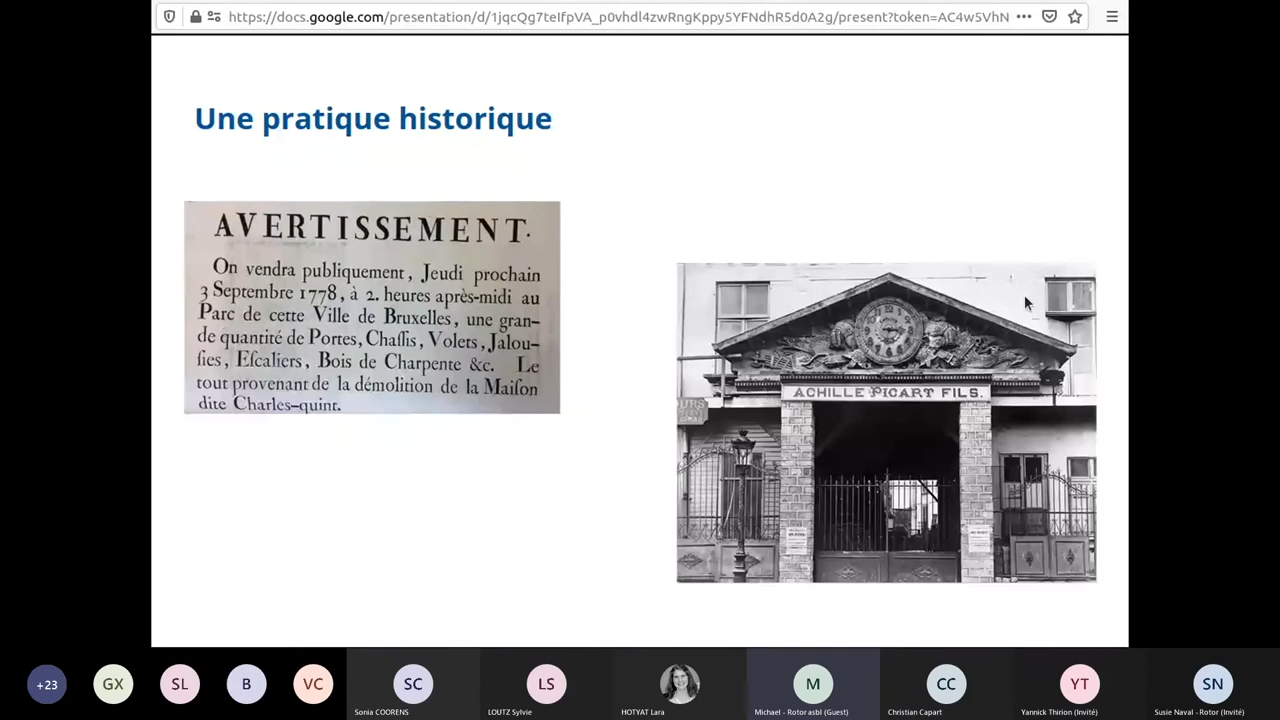 https://docs.google.com/presentation/d/1jqcQg7teIfpVA_p0vhdl4zwRngKppy5YFNdhR5d0A2g/present?token=AC4w5VhN
Une pratique historique
AVERTISSEMENT.
On vendra publiquement, Jeudi prochain
3 Septembre 1778, à 2. heures après-midi au
Parc de cette Ville de Bruxelles, une gran-
de quantité de Portes, Chaſſis, Volets, Jalou-
ſies, Eſcaliers, Bois de Charpente &c. Le
tout provenant de la démolition de la Maiſon
dite Charles-quint.
ACHILLE PICART FILS.
+23
GX
SL
B
VC
SC
LS
M
CC
YT
SN
Sonia COORENS
LOUTZ Sylvie
HOTYAT Lara
Michael - Rotor asbl (Guest)
Christian Capart
Yannick Thirion (Invité)
Susie Naval - Rotor (Invité)